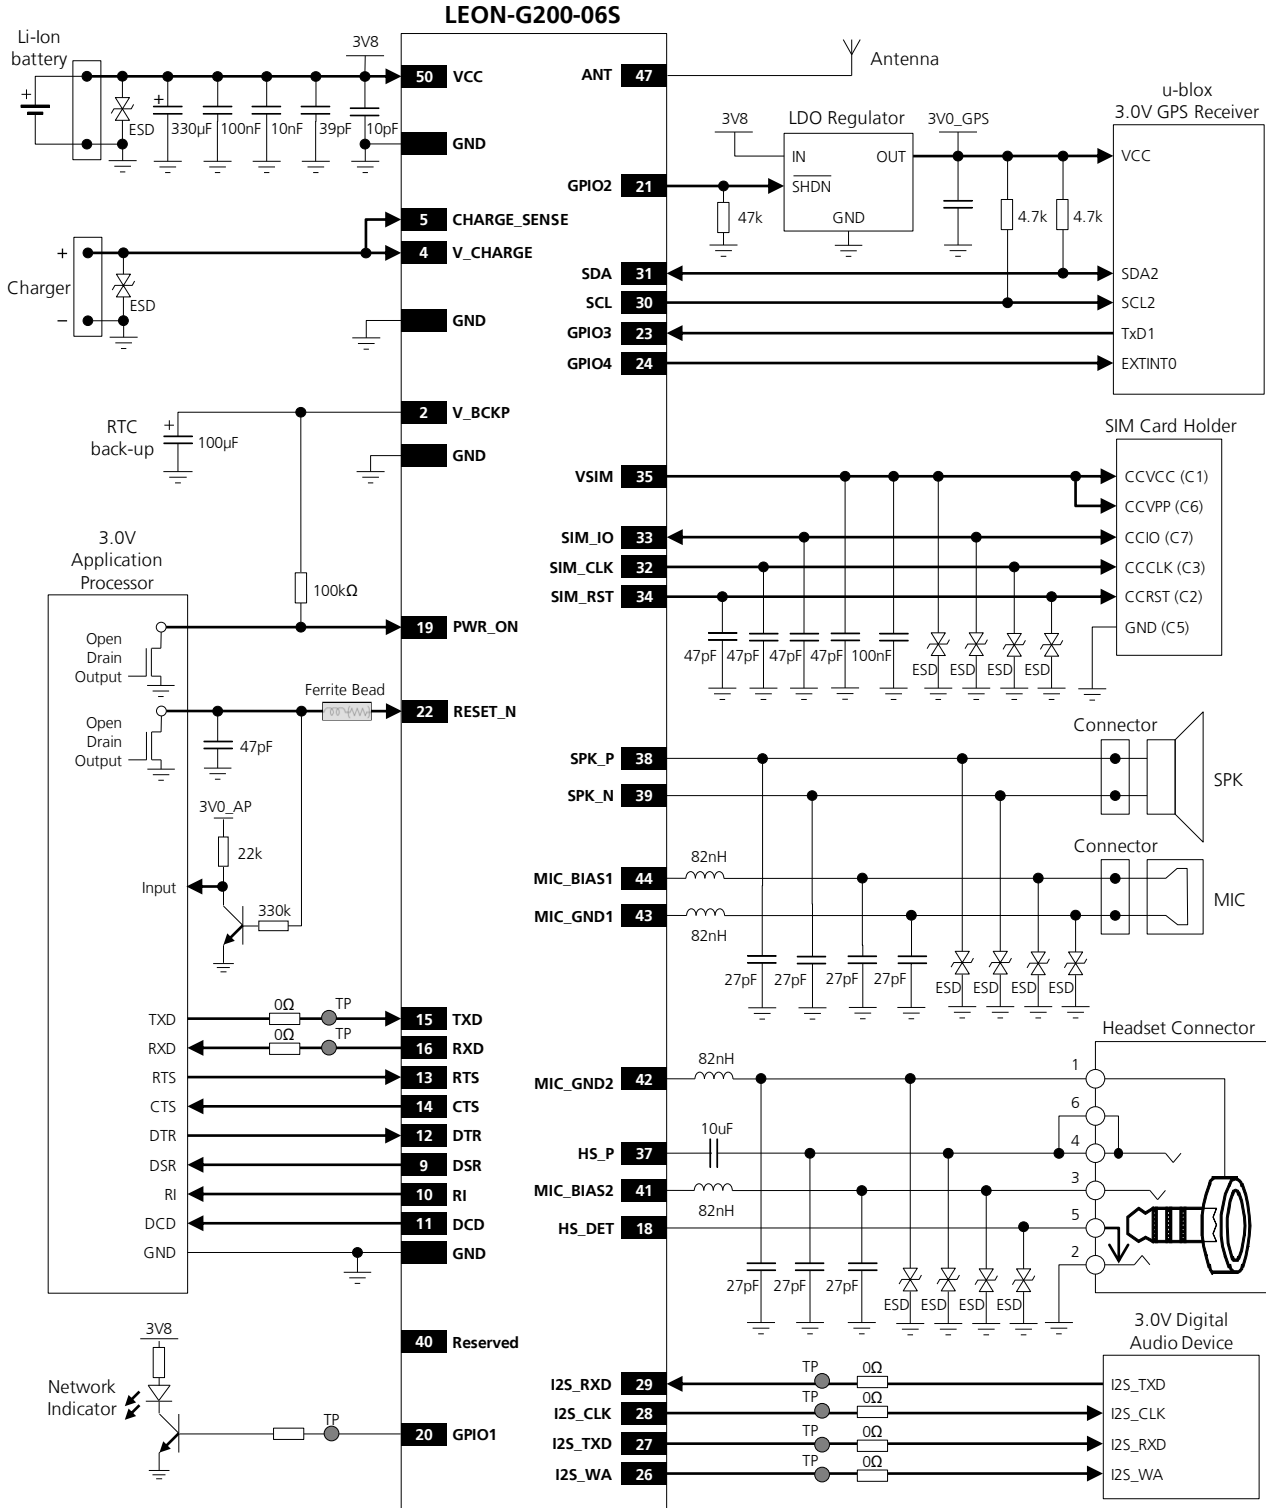 LEON-G200-06S
Li-Ion
battery
+
3V8
ESD
+
330µF
100nF
10nF
39pF
10pF
50 VCC
GND
5 CHARGE_SENSE
4 V_CHARGE
+
Charger
–
ESD
GND
2 V_BCKP
RTC
back-up
+
100µF
GND
3.0V
Application
Processor
100kΩ
Open
Drain
Output
19 PWR_ON
Ferrite Bead
22 RESET_N
Open
Drain
Output
47pF
3V0_AP
22k
Input
330k
TXD 0Ω TP 15 TXD
RXD 0Ω TP 16 RXD
RTS 13 RTS
CTS 14 CTS
DTR 12 DTR
DSR 9 DSR
RI 10 RI
DCD 11 DCD
GND GND
40 Reserved
3V8
Network
Indicator
TP
20 GPIO1
ANT 47
Antenna
u-blox
3.0V GPS Receiver
3V8
LDO Regulator
3V0_GPS
IN OUT
VCC
GPIO2 21
SHDN
47k
GND
4.7k
4.7k
SDA 31 SDA2
SCL 30 SCL2
GPIO3 23 TxD1
GPIO4 24 EXTINT0
SIM Card Holder
VSIM 35 CCVCC (C1)
CCVPP (C6)
SIM_IO 33 CCIO (C7)
SIM_CLK 32 CCCLK (C3)
SIM_RST 34 CCRST (C2)
GND (C5)
47pF 47pF 47pF 47pF 100nF ESD ESD ESD ESD
Connector
SPK_P 38
SPK
SPK_N 39
Connector
82nH
MIC_BIAS1 44
MIC
MIC_GND1 43
82nH
27pF 27pF 27pF 27pF ESD ESD ESD ESD
Headset Connector
82nH
MIC_GND2 42
1
6
10uF
HS_P 37
4
MIC_BIAS2 41
3
82nH
HS_DET 18
5
2
27pF 27pF 27pF ESD ESD ESD ESD
3.0V Digital
Audio Device
I2S_RXD 29 TP 0Ω I2S_TXD
I2S_CLK 28 TP 0Ω I2S_CLK
I2S_TXD 27 TP 0Ω I2S_RXD
I2S_WA 26 TP 0Ω I2S_WA